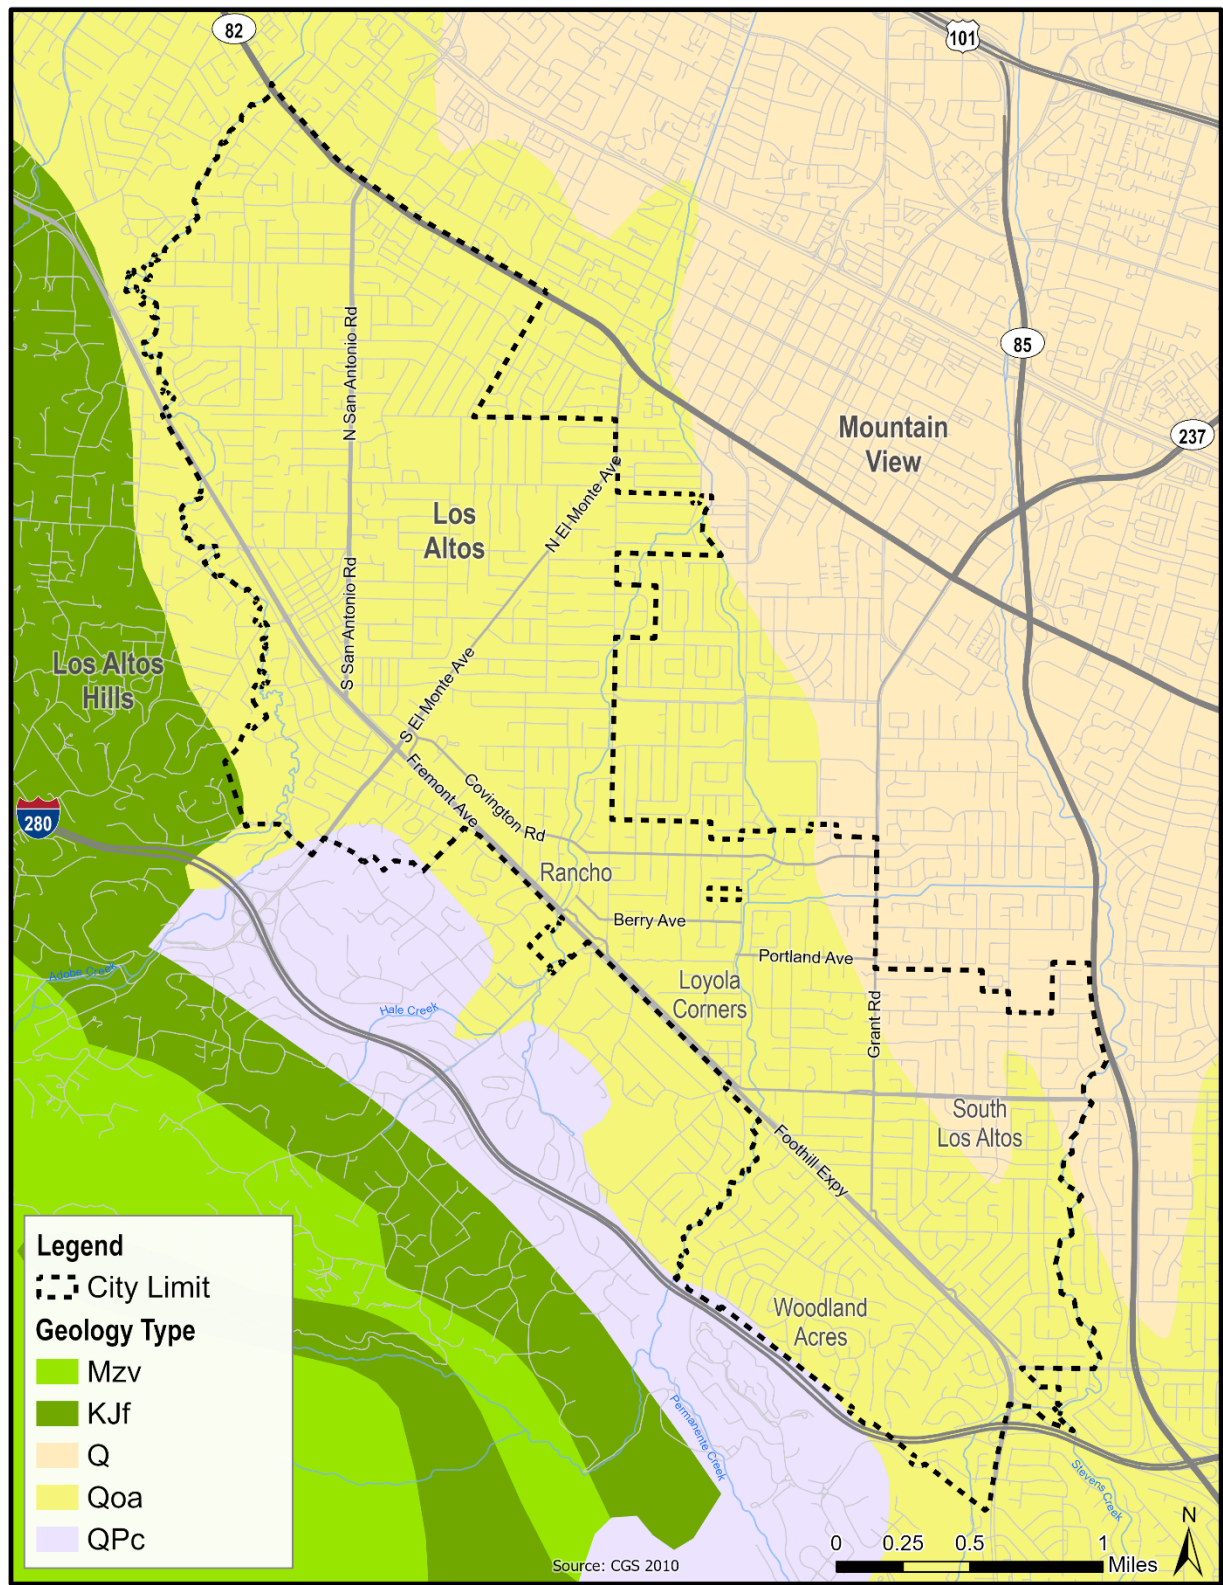 82
101
85
237
Mountain
View
N San Antonio Rd
Los
Altos
N El Monte Ave
S San Antonio Rd
Los Altos
Hills
S El Monte Ave
Fremont Ave
Covington Rd
280
Rancho
Berry Ave
Portland Ave
Adobe Creek
Loyola
Corners
Hale Creek
Grant Rd
South
Los Altos
Foothill Expy
Woodland
Acres
Permanente Creek
Stevens Creek
Legend
City Limit
Geology Type
Mzv
KJf
Q
Qoa
QPc
Source: CGS 2010
0 0.25 0.5 1
Miles
N